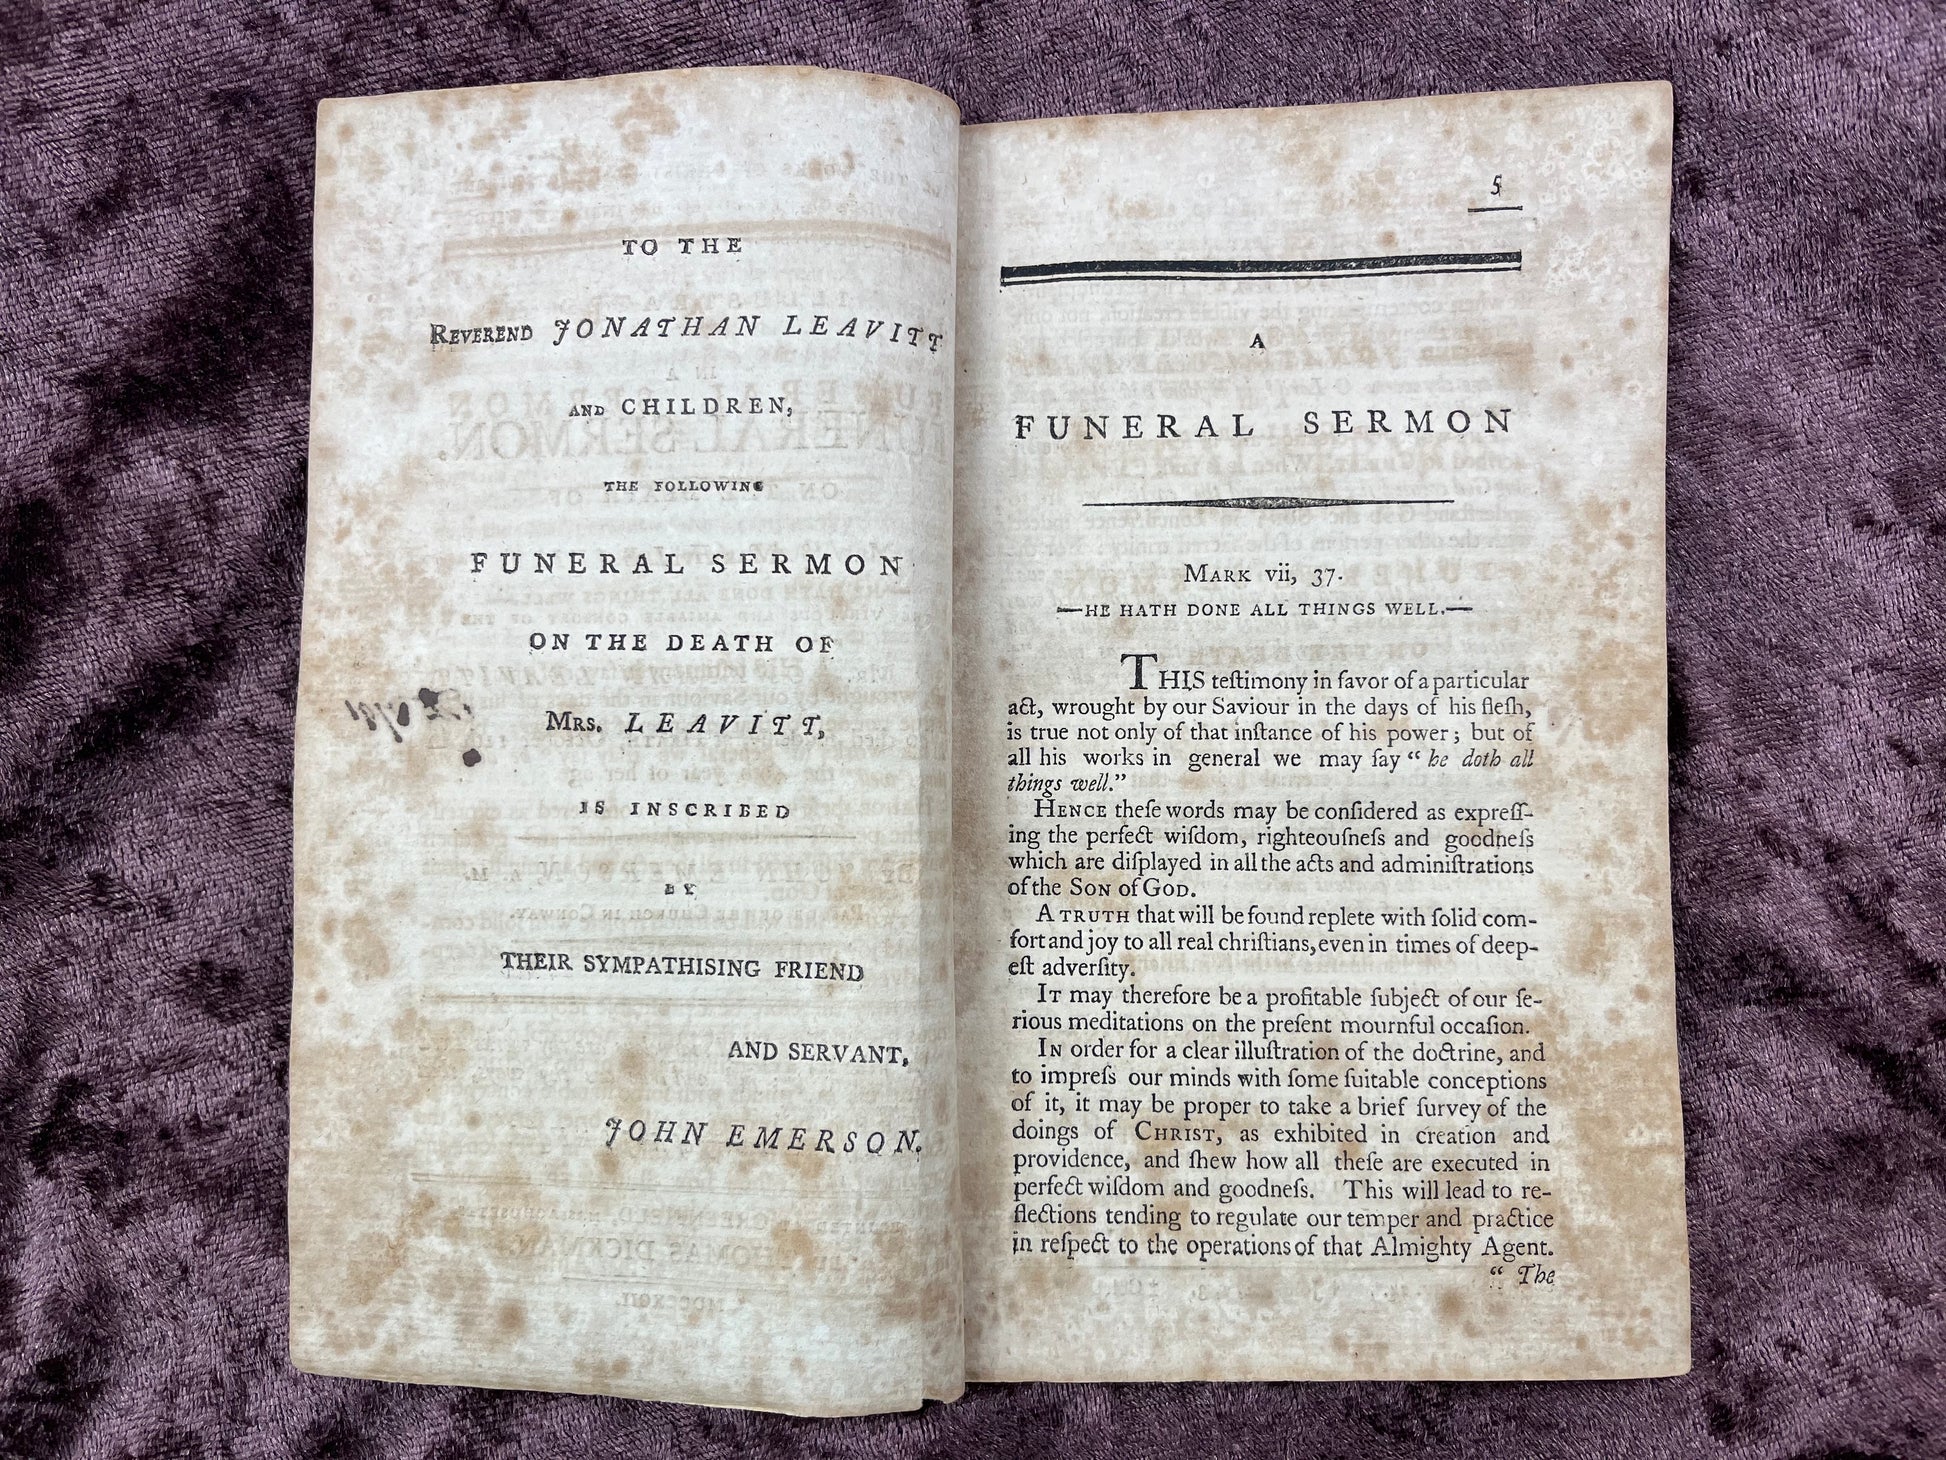 TO THE
REVEREND JONATHAN LEAVITT
AND CHILDREN,
THE FOLLOWING
FUNERAL SERMON
ON THE DEATH OF
MRS. LEAVITT,
IS INSCRIBED
BY
THEIR SYMPATHISING FRIEND
AND SERVANT,
JOHN EMERSON.
5
A
FUNERAL SERMON
MARK vii, 37.
—HE HATH DONE ALL THINGS WELL.—
THIS teſtimony in favor of a particular
act, wrought by our Saviour in the days of his fleſh,
is true not only of that inſtance of his power; but of
all his works in general we may ſay “ he doth all
things well.”
HENCE theſe words may be conſidered as expreſſ-
ing the perfect wiſdom, righteouſneſs and goodneſs
which are diſplayed in all the acts and adminiſtrations
of the SON of GOD.
A TRUTH that will be found replete with ſolid com-
fort and joy to all real chriſtians, even in times of deep-
eſt adverſity.
IT may therefore be a profitable ſubject of our ſe-
rious meditations on the preſent mournful occaſion.
IN order for a clear illuſtration of the doctrine, and
to impreſs our minds with ſome ſuitable conceptions
of it, it may be proper to take a brief ſurvey of the
doings of CHRIST, as exhibited in creation and
providence, and ſhew how all theſe are executed in
perfect wiſdom and goodneſs. This will lead to re-
flections tending to regulate our temper and practice
in reſpect to the operations of that Almighty Agent.
“ The